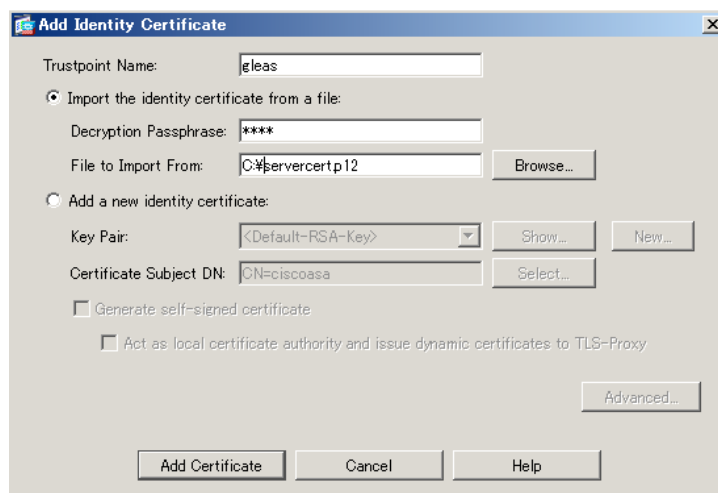 Add Identity Certificate
Trustpoint Name: gleas
Import the identity certificate from a file:
Decryption Passphrase: ****
File to Import From: C:¥servercert.p12 Browse...
Add a new identity certificate:
Key Pair: <Default-RSA-Key> Show... New...
Certificate Subject DN: CN=ciscoasa Select...
Generate self-signed certificate
Act as local certificate authority and issue dynamic certificates to TLS-Proxy
Advanced...
Add Certificate Cancel Help